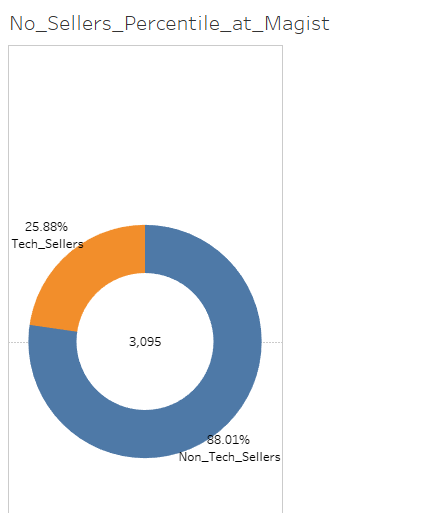 No_Sellers_Percentile_at_Magist
25.88%
Tech_Sellers
3,095
88.01%
Non_Tech_Sellers